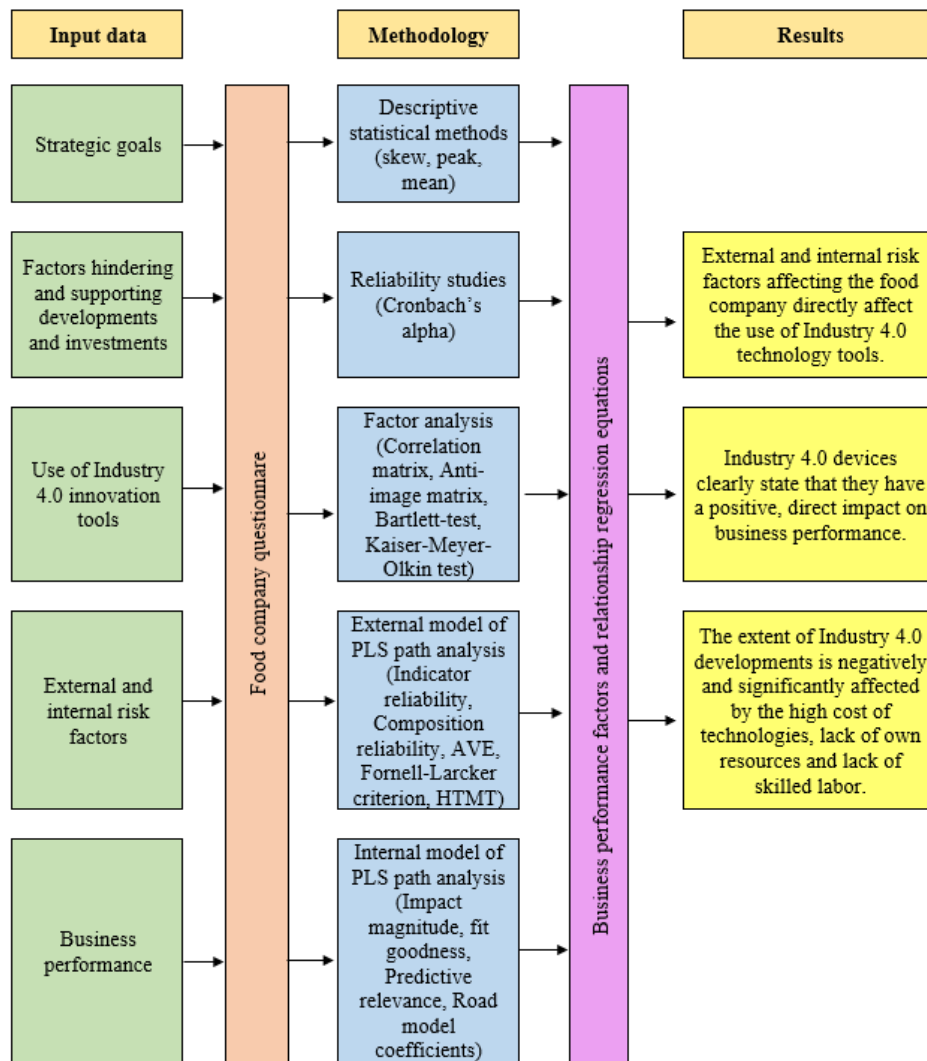 Input data
Methodology
Results
Strategic goals
Factors hindering
and supporting
developments
and investments
Use of Industry
4.0 innovation
tools
External and
internal risk
factors
Business
performance
Food company questionnare
Descriptive
statistical methods
(skew, peak,
mean)
Reliability studies
(Cronbach's
alpha)
Factor analysis
(Correlation
matrix, Anti-
image matrix,
Bartlett-test,
Kaiser-Meyer-
Olkin test)
External model of
PLS path analysis
(Indicator
reliability,
Composition
reliability, AVE,
Fornell-Larcker
criterion, HTMT)
Internal model of
PLS path analysis
(Impact
magnitude, fit
goodness,
Predictive
relevance, Road
model
coefficients)
Business performance factors and relationship regression equations
External and internal risk
factors affecting the food
company directly affect
the use of Industry 4.0
technology tools.
Industry 4.0 devices
clearly state that they have
a positive, direct impact on
business performance.
The extent of Industry 4.0
developments is negatively
and significantly affected
by the high cost of
technologies, lack of own
resources and lack of
skilled labor.